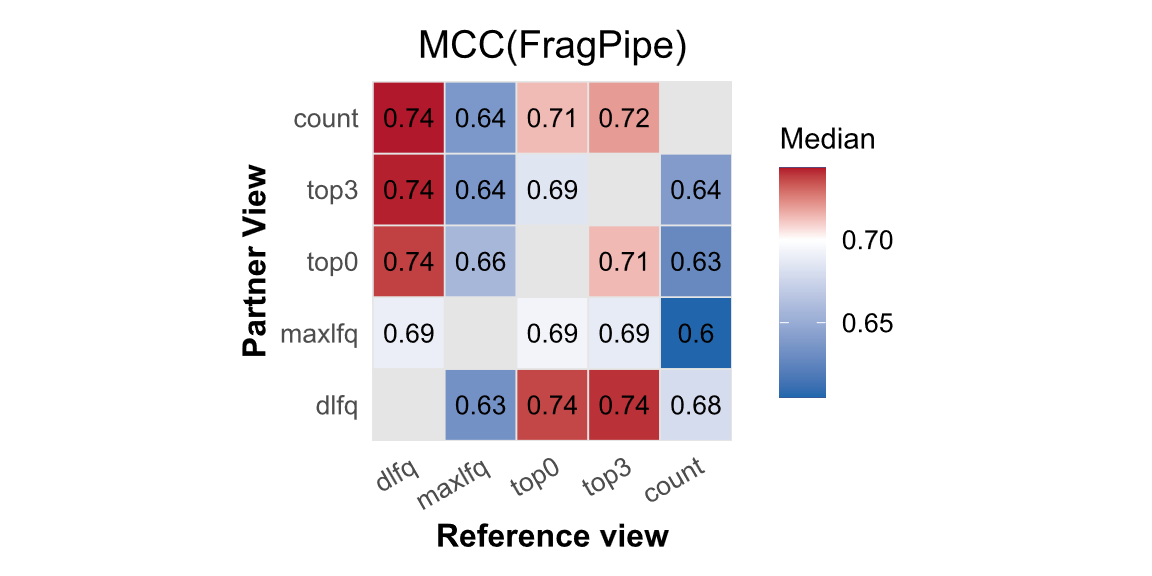 MCC(FragPipe)
count 0.74 0.64 0.71 0.72
top3 0.74 0.64 0.69 0.64
top0 0.74 0.66 0.71 0.63
maxlfq 0.69 0.69 0.69 0.6
dlfq 0.63 0.74 0.74 0.68
dlfq maxlfq top0 top3 count
Reference view
Partner View
Median
0.70
0.65